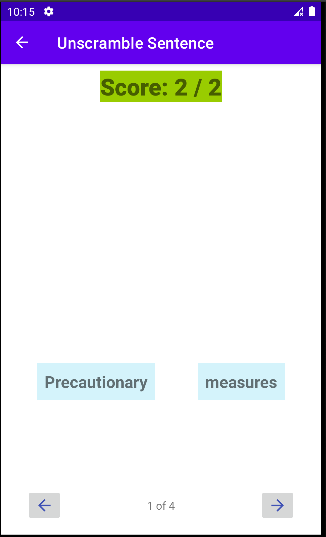 10:15
Unscramble Sentence
Score: 2 / 2
Precautionary measures
1 of 4